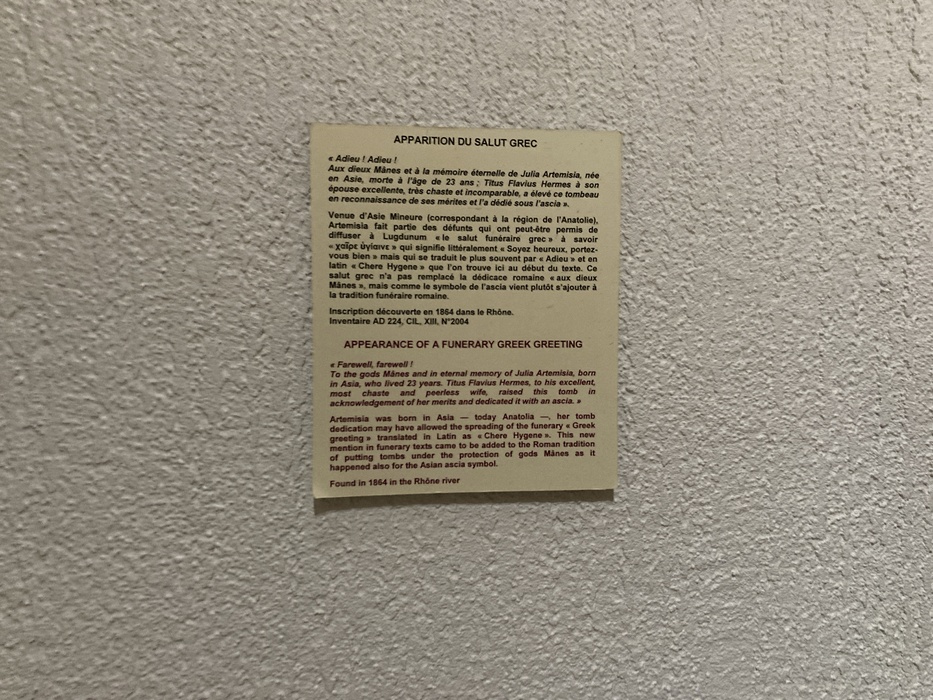 APPARITION DU SALUT GREC
« Adieu ! Adieu !
Aux dieux Mânes et à la mémoire éternelle de Julia Artemisia, née
en Asie, morte à l'âge de 23 ans ; Titus Flavius Hermes à son
épouse excellente, très chaste et incomparable, a élevé ce tombeau
en reconnaissance de ses mérites et l'a dédié sous l'ascia ».
Venue d'Asie Mineure (correspondant à la région de l'Anatolie),
Artemisia fait partie des défunts qui ont peut-être permis de
diffuser à Lugdunum « le salut funéraire grec » à savoir
« χαῖρε ὑγίαινε » qui signifie littéralement « Soyez heureux, portez-
vous bien » mais qui se traduit le plus souvent par « Adieu » et en
latin « Chere Hygene » que l'on trouve ici au début du texte. Ce
salut grec n'a pas remplacé la dédicace romaine « aux dieux
Mânes », mais comme le symbole de l'ascia vient plutôt s'ajouter à
la tradition funéraire romaine.
Inscription découverte en 1864 dans le Rhône.
Inventaire AD 224, CIL, XIII, N°2004
APPEARANCE OF A FUNERARY GREEK GREETING
« Farewell, farewell !
To the gods Mânes and in eternal memory of Julia Artemisia, born
in Asia, who lived 23 years. Titus Flavius Hermes, to his excellent,
most chaste and peerless wife, raised this tomb in
acknowledgement of her merits and dedicated it with an ascia. »
Artemisia was born in Asia — today Anatolia —, her tomb
dedication may have allowed the spreading of the funerary « Greek
greeting » translated in Latin as « Chere Hygene ». This new
mention in funerary texts came to be added to the Roman tradition
of putting tombs under the protection of gods Mânes as it
happened also for the Asian ascia symbol.
Found in 1864 in the Rhône river